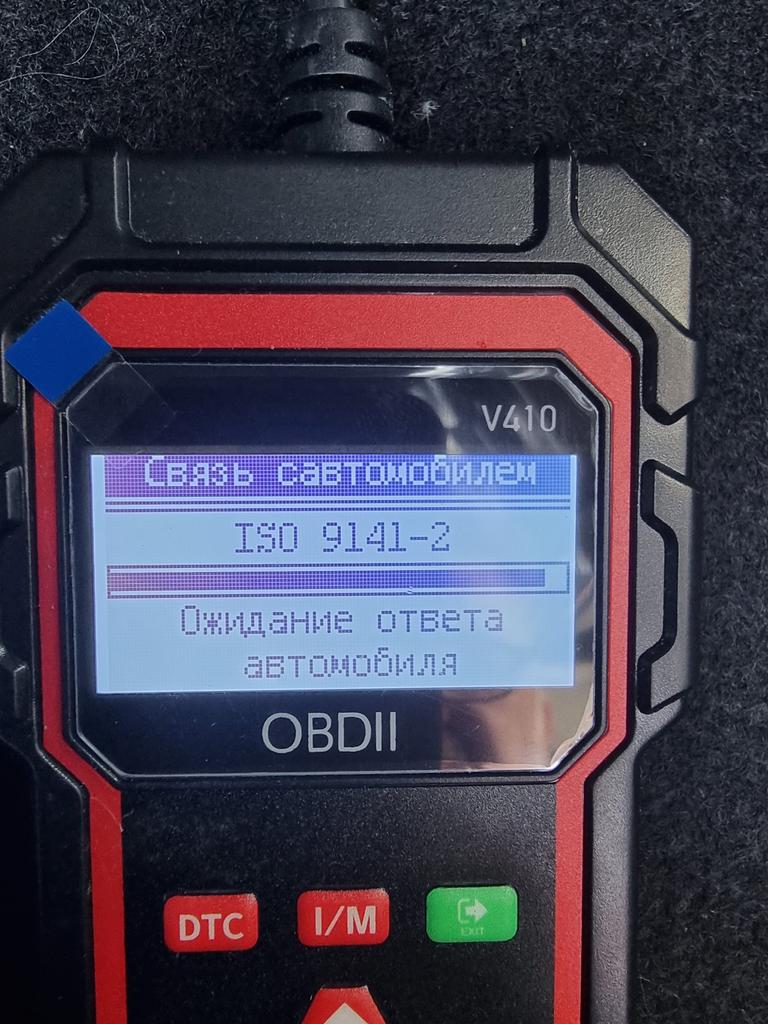 V410
Связь савтомобилем
ISO 9141-2
Ожидание ответа
автомобиля
OBDII
DTC
I/M
EXIT